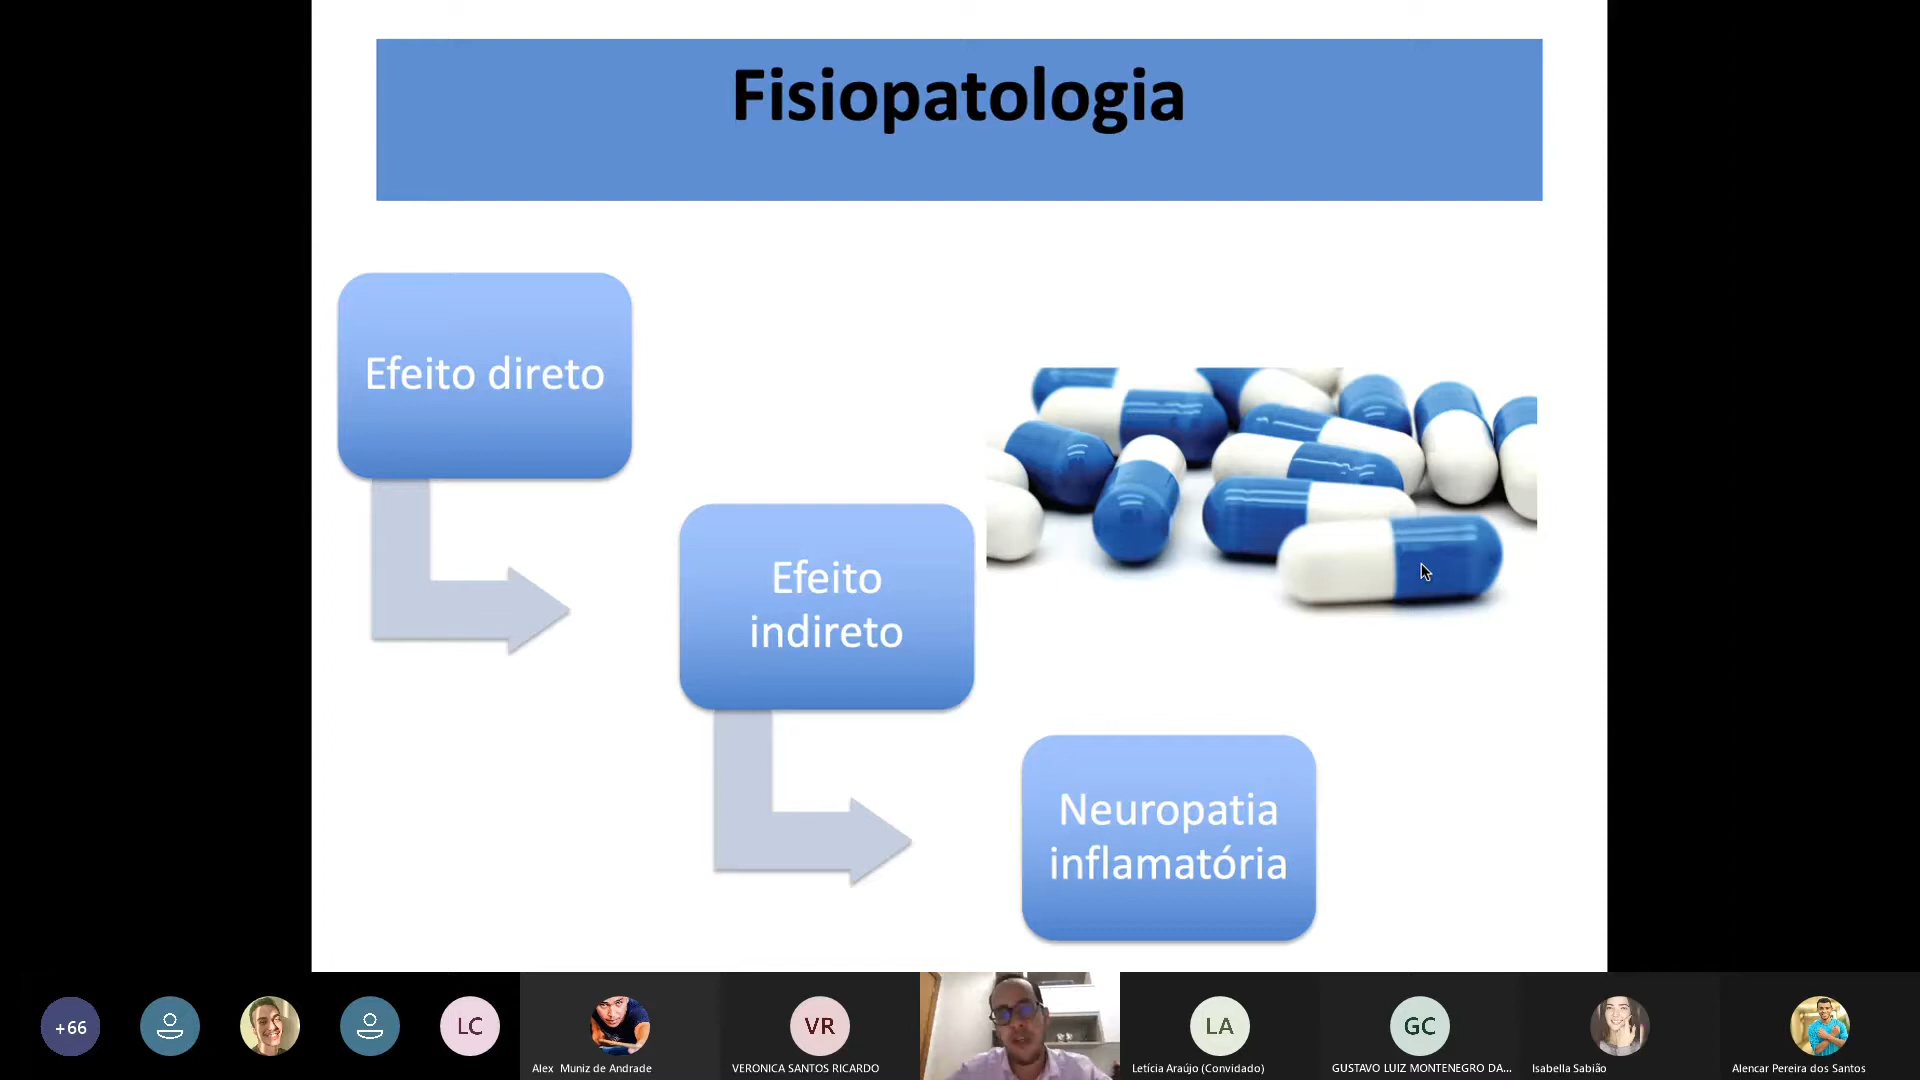 Fisiopatologia
Efeito direto
Efeito
indireto
Neuropatia
inflamatória
+66
LC
Alex Muniz de Andrade
VR
VERONICA SANTOS RICARDO
LA
Letícia Araújo (Convidado)
GC
GUSTAVO LUIZ MONTENEGRO DA...
Isabella Sabião
Alencar Pereira dos Santos